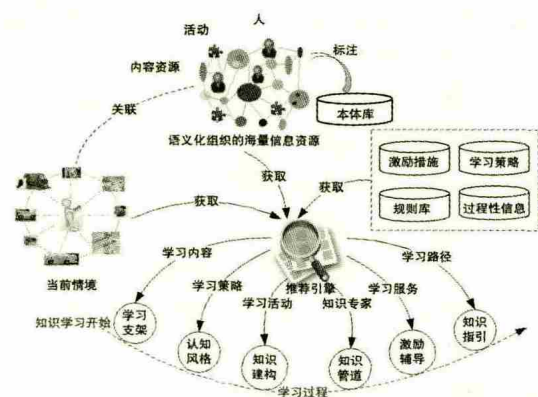 人
活动
标注
内容资源
本体库
关联
语义化组织的海量信息资源
激励措施
学习策略
获取
获取
规则库
过程性信息
获取
学习内容
学习路径
当前情境
学习策略
推荐引擎
学习服务
学习活动
知识专家
知识学习开始
学习
支架
认知
风格
知识
建构
知识
管道
激励
辅导
知识
指引
学习过程